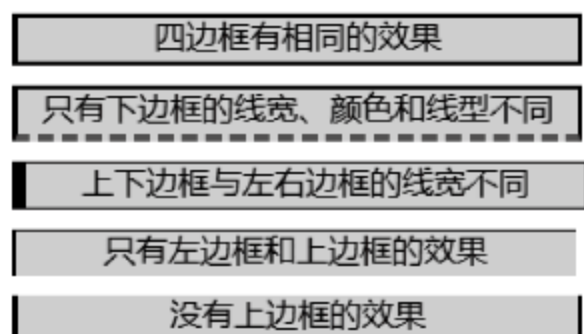 四边框有相同的效果
只有下边框的线宽、颜色和线型不同
上下边框与左右边框的线宽不同
只有左边框和上边框的效果
没有上边框的效果